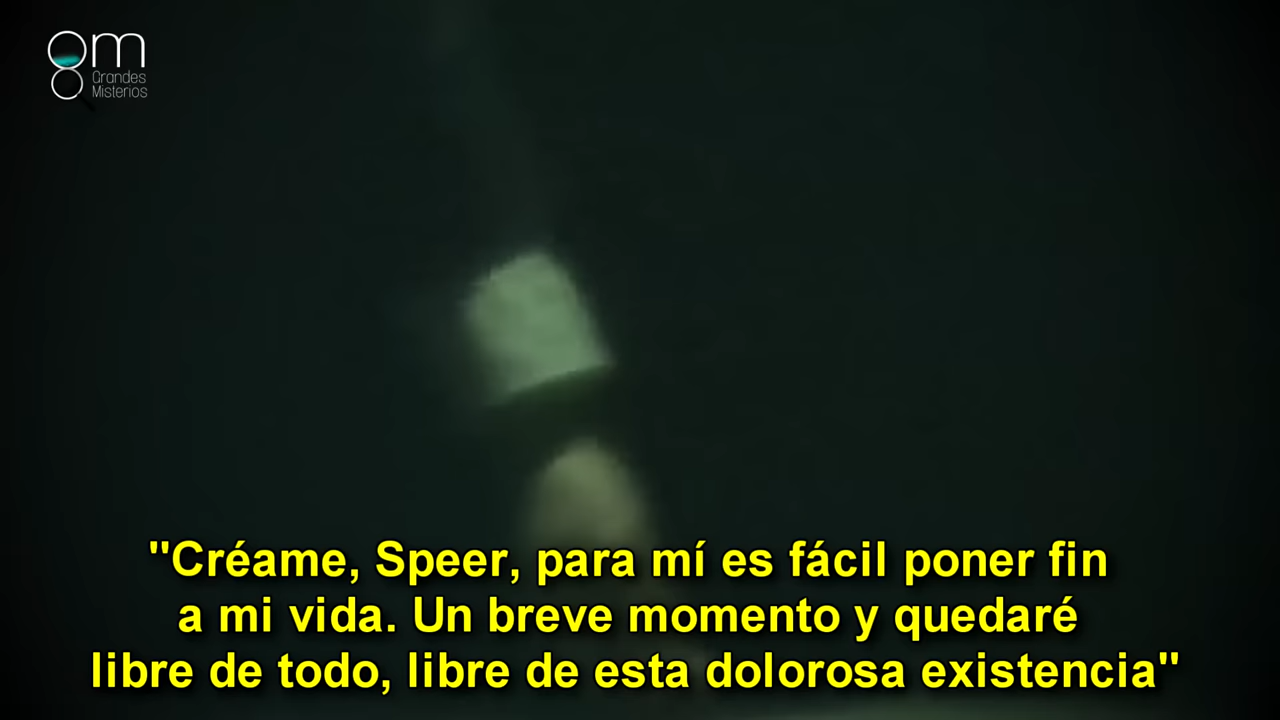 gm
Grandes
Misterios
"Créame, Speer, para mí es fácil poner fin
a mi vida. Un breve momento y quedaré
libre de todo, libre de esta dolorosa existencia"